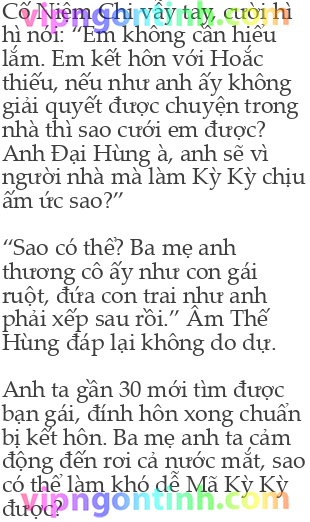 Cố Niệm Chi vẫy tay, cười hì
hì nói: “Em không cần hiểu
lắm. Em kết hôn với Hoắc
thiếu, nếu như anh ấy không
giải quyết được chuyện trong
nhà thì sao cưới em được?
Anh Đại Hùng à, anh sẽ vì
người nhà mà làm Kỳ Kỳ chịu
ấm ức sao?”
“Sao có thể? Ba mẹ anh
thương cô ấy như con gái
ruột, đứa con trai như anh
phải xếp sau rồi.” Âm Thế
Hùng đáp lại không do dự.
Anh ta gần 30 mới tìm được
bạn gái, đính hôn xong chuẩn
bị kết hôn. Ba mẹ anh ta cảm
động đến rơi cả nước mắt, sao
có thể làm khó dễ Mã Kỳ Kỳ
được?
vipngontinh.com
vipngontinh.com